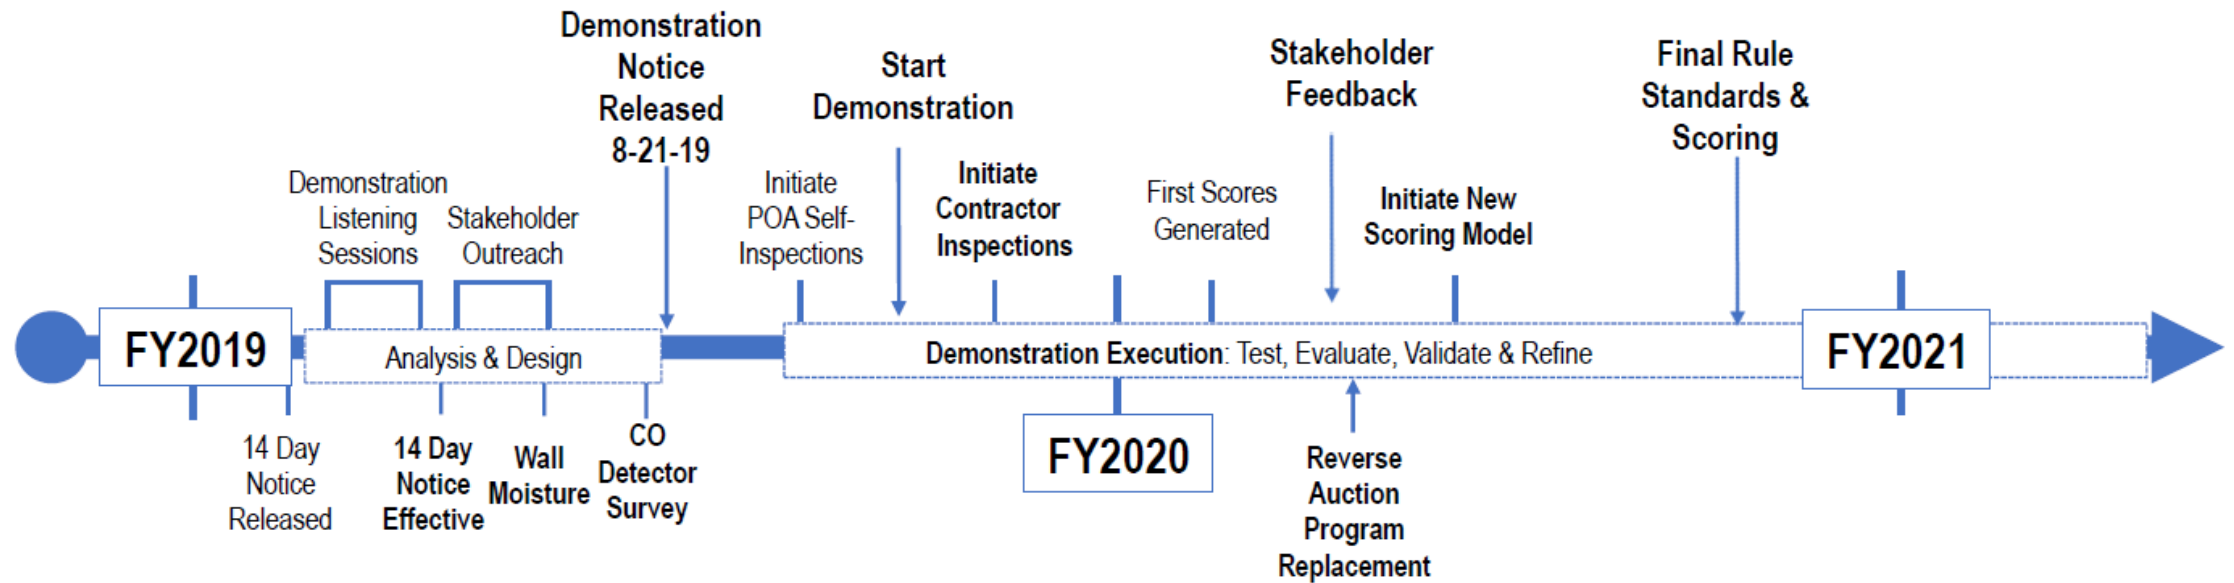 Demonstration
Notice
Released
8-21-19
Start
Demonstration
Stakeholder
Feedback
Final Rule
Standards &
Scoring
Demonstration
Listening
Sessions
Stakeholder
Outreach
Initiate
POA Self-
Inspections
Initiate
Contractor
Inspections
First Scores
Generated
Initiate New
Scoring Model
FY2019
Analysis & Design
Demonstration Execution: Test, Evaluate, Validate & Refine
FY2021
14 Day
Notice
Released
14 Day
Notice
Effective
Wall
Moisture
CO
Detector
Survey
FY2020
Reverse
Auction
Program
Replacement